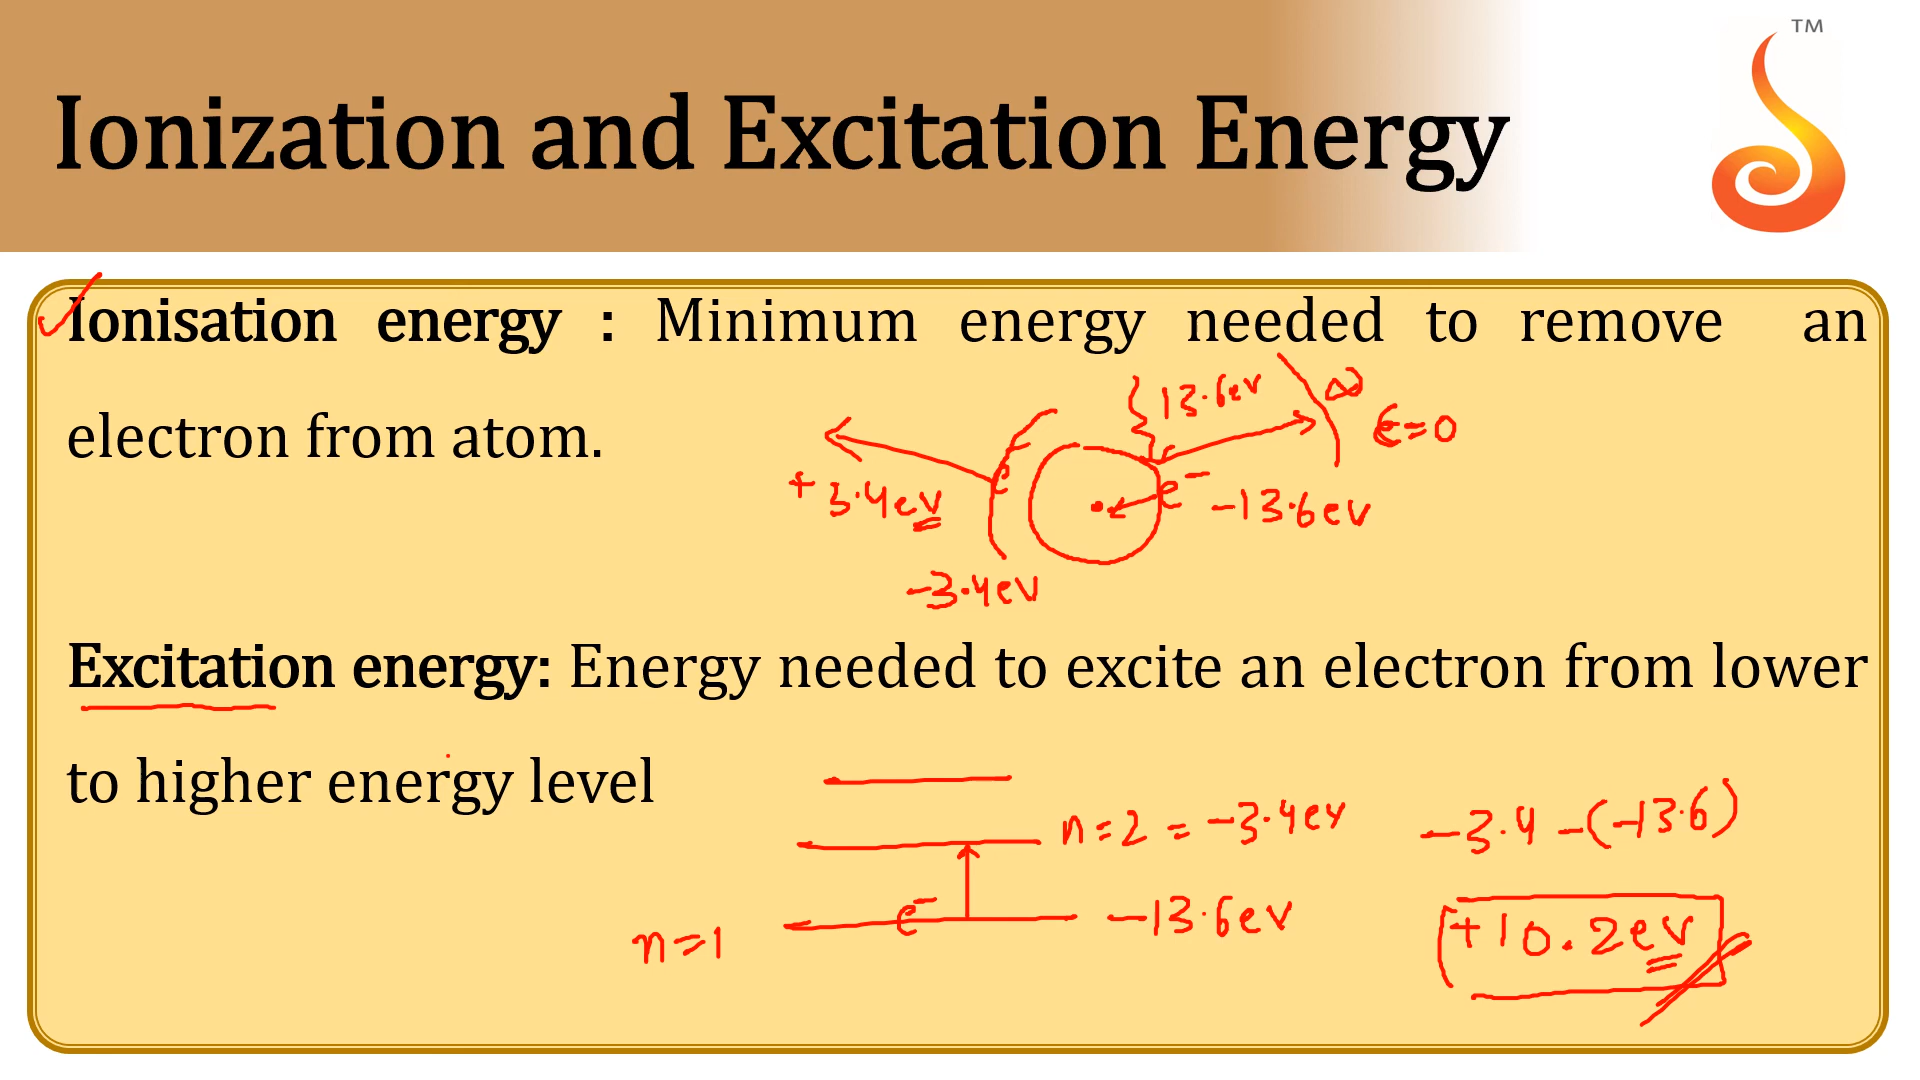 TM
Ionization and Excitation Energy
Ionisation energy : Minimum energy needed to remove an
13.6ev ∞
electron from atom.
E=0
e⁻ e⁻
+3.4ev -13.6ev
-3.4ev
Excitation energy: Energy needed to excite an electron from lower
to higher energy level
n=2 = -3.4ev -3.4 -(-13.6)
e⁻ -13.6ev
n=1 +10.2ev